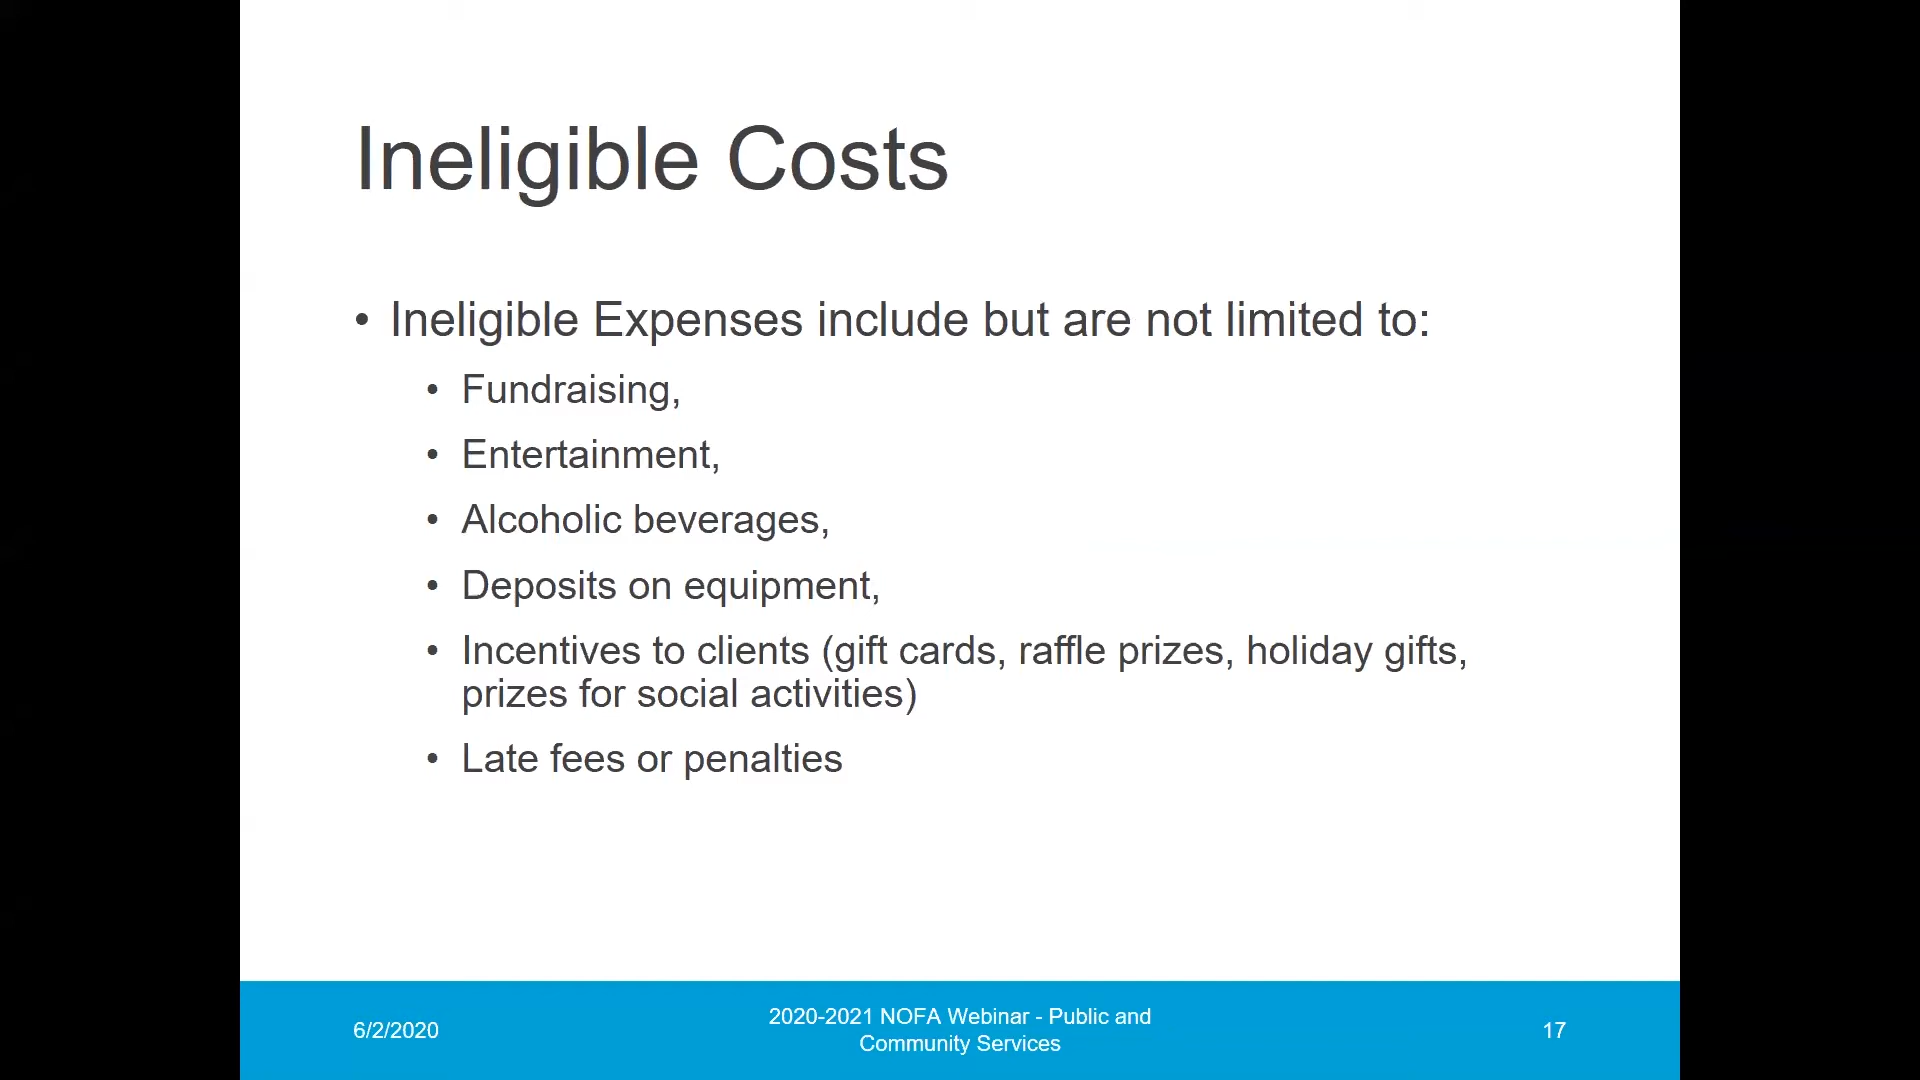 Ineligible Costs
• Ineligible Expenses include but are not limited to:
• Fundraising,
• Entertainment,
• Alcoholic beverages,
• Deposits on equipment,
• Incentives to clients (gift cards, raffle prizes, holiday gifts,
prizes for social activities)
• Late fees or penalties
6/2/2020
2020-2021 NOFA Webinar - Public and
Community Services
17